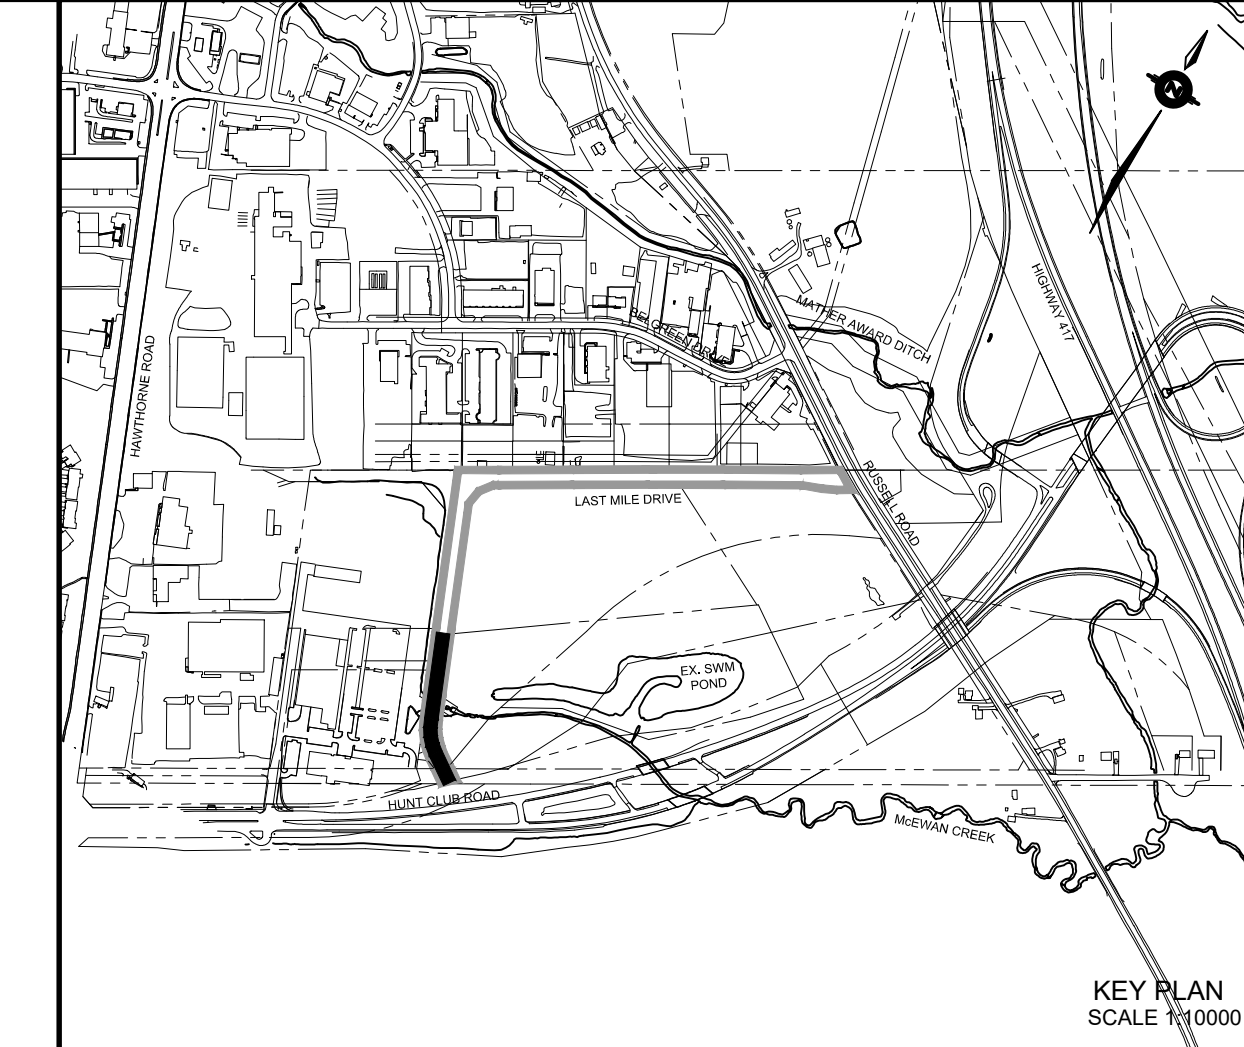 N
HIGHWAY 417
MATHER AWARD DITCH
BELGREEN DRIVE
HAWTHORNE ROAD
RUSSELL ROAD
LAST MILE DRIVE
EX. SWM
POND
HUNT CLUB ROAD
McEWAN CREEK
KEY PLAN
SCALE 1:10000